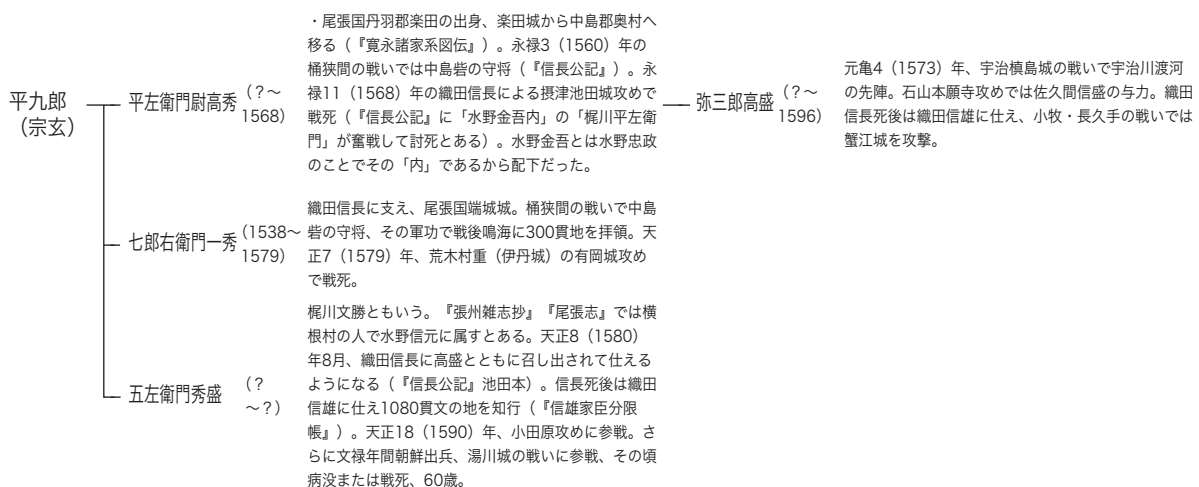 平九郎
（宗玄）
平左衛門尉高秀
（？～
1568）
・尾張国丹羽郡楽田の出身、楽田城から中島郡奥村へ
移る（『寛永諸家系図伝』）。永禄3（1560）年の
桶狭間の戦いでは中島砦の守将（『信長公記』）。永
禄11（1568）年の織田信長による摂津池田城攻めで
戦死（『信長公記』に「水野金吾内」の「梶川平左衛
門」が奮戦して討死とある）。水野金吾とは水野忠政
のことでその「内」であるから配下だった。
弥三郎高盛
（？～
1596）
元亀4（1573）年、宇治槙島城の戦いで宇治川渡河
の先陣。石山本願寺攻めでは佐久間信盛の与力。織田
信長死後は織田信雄に仕え、小牧・長久手の戦いでは
蟹江城を攻撃。
七郎右衛門一秀
（1538～
1579）
織田信長に支え、尾張国端城城。桶狭間の戦いで中島
砦の守将、その軍功で戦後鳴海に300貫地を拝領。天
正7（1579）年、荒木村重（伊丹城）の有岡城攻め
で戦死。
五左衛門秀盛
（？
～？）
梶川文勝ともいう。『張州雑志抄』『尾張志』では横
根村の人で水野信元に属すとある。天正8（1580）
年8月、織田信長に高盛とともに召し出されて仕える
ようになる（『信長公記』池田本）。信長死後は織田
信雄に仕え1080貫文の地を知行（『信雄家臣分限
帳』）。天正18（1590）年、小田原攻めに参戦。さ
らに文禄年間朝鮮出兵、湯川城の戦いに参戦、その頃
病没または戦死、60歳。